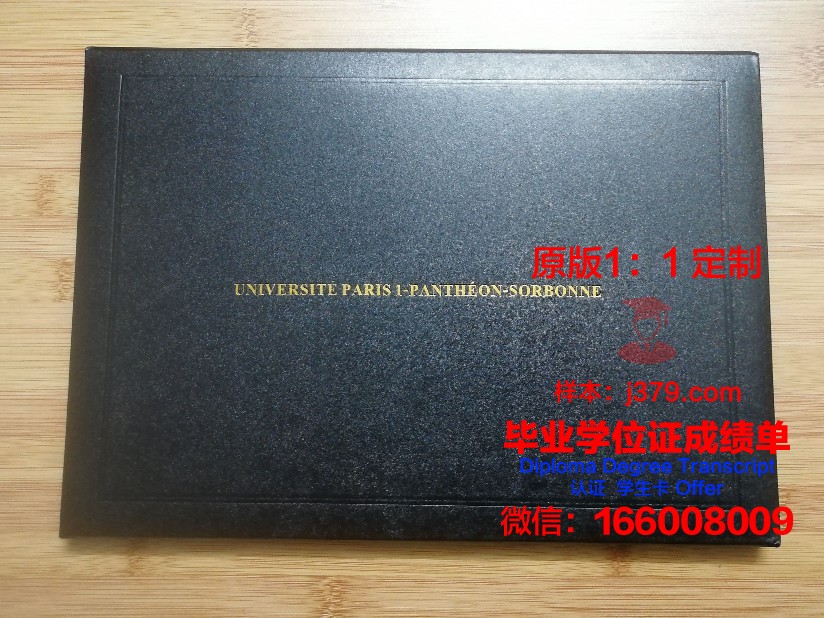 原版1：1 定制
UNIVERSITE PARIS 1-PANTHÉON-SORBONNE
样本：j379.com
毕业学位证成绩单
Diploma Degree Transcript
认证 学生卡 Offer
微信：166008009